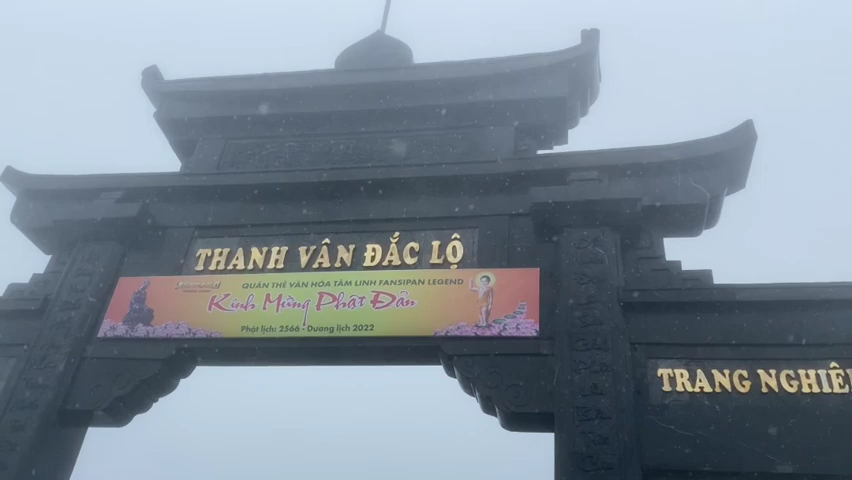 THANH VÂN ĐẮC LỘ
QUẦN THỂ VĂN HÓA TÂM LINH FANSIPAN LEGEND
Kính Mừng Phật Đản
Phật lịch: 2566 - Dương lịch 2022
TRANG NGHIÊ